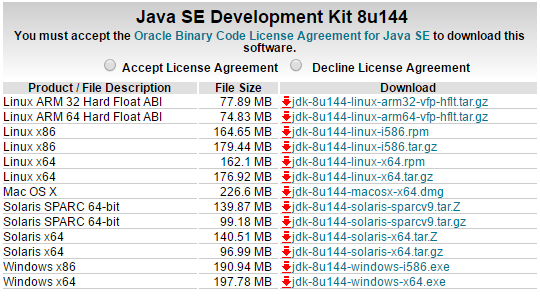 Java SE Development Kit 8u144
You must accept the Oracle Binary Code License Agreement for Java SE to download this
software.
Accept License Agreement Decline License Agreement
Product / File Description File Size Download
Linux ARM 32 Hard Float ABI 77.89 MB jdk-8u144-linux-arm32-vfp-hflt.tar.gz
Linux ARM 64 Hard Float ABI 74.83 MB jdk-8u144-linux-arm64-vfp-hflt.tar.gz
Linux x86 164.65 MB jdk-8u144-linux-i586.rpm
Linux x86 179.44 MB jdk-8u144-linux-i586.tar.gz
Linux x64 162.1 MB jdk-8u144-linux-x64.rpm
Linux x64 176.92 MB jdk-8u144-linux-x64.tar.gz
Mac OS X 226.6 MB jdk-8u144-macosx-x64.dmg
Solaris SPARC 64-bit 139.87 MB jdk-8u144-solaris-sparcv9.tar.Z
Solaris SPARC 64-bit 99.18 MB jdk-8u144-solaris-sparcv9.tar.gz
Solaris x64 140.51 MB jdk-8u144-solaris-x64.tar.Z
Solaris x64 96.99 MB jdk-8u144-solaris-x64.tar.gz
Windows x86 190.94 MB jdk-8u144-windows-i586.exe
Windows x64 197.78 MB jdk-8u144-windows-x64.exe